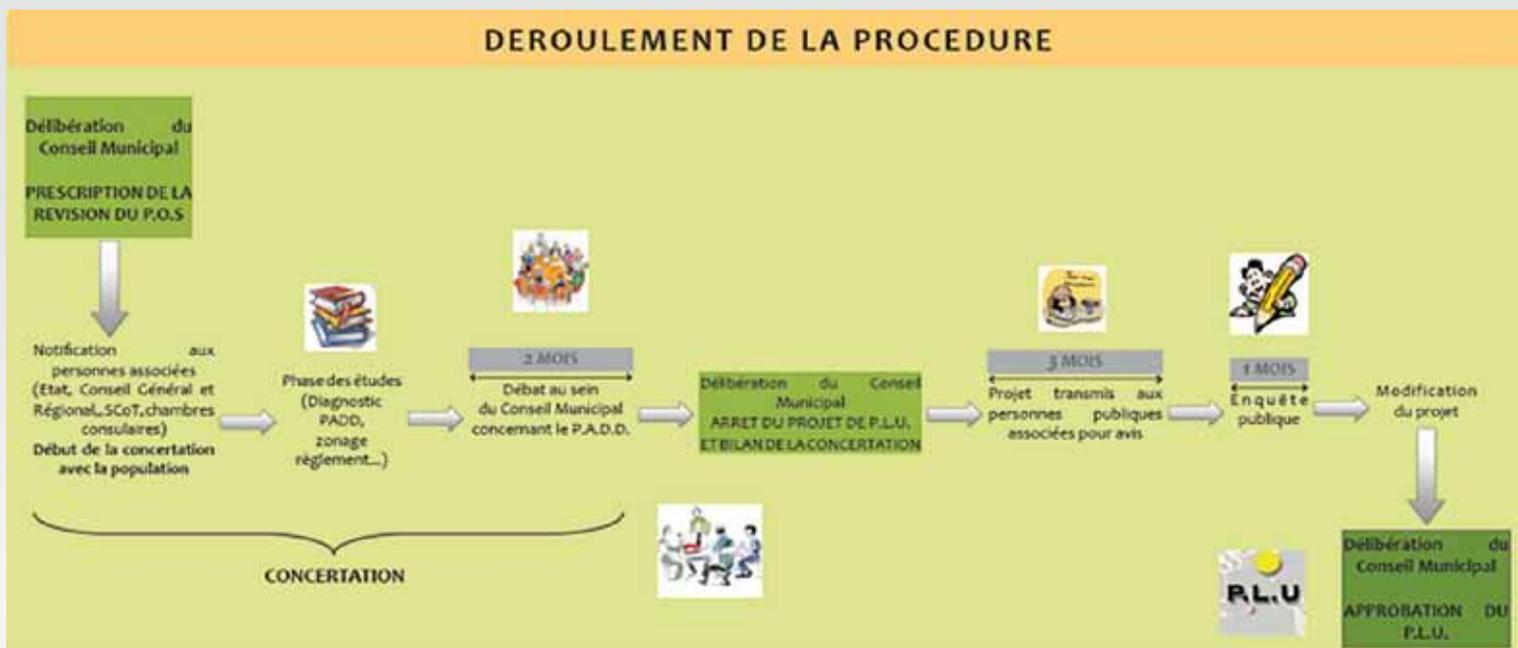 DEROULEMENT DE LA PROCEDURE
Délibération du
Conseil Municipal
PRESCRIPTION DE LA
REVISION DU P.O.S
Notification aux
personnes associées
(Etat, Conseil Général et
Régional, SCoT, chambres
consulaires)
Début de la concertation
avec la population
Phase des études
(Diagnostic
PADD,
zonage
règlement...)
2 MOIS
Débat au sein
du Conseil Municipal
concernant le P.A.D.D.
CONCERTATION
Délibération du Conseil
Municipal
ARRET DU PROJET DE P.L.U.
ET BILAN DE LA CONCERTATION
3 MOIS
Projet transmis aux
personnes publiques
associées pour avis
1 MOIS
Enquête
publique
Modification
du projet
P.L.U
Délibération du
Conseil Municipal
APPROBATION DU
P.L.U.